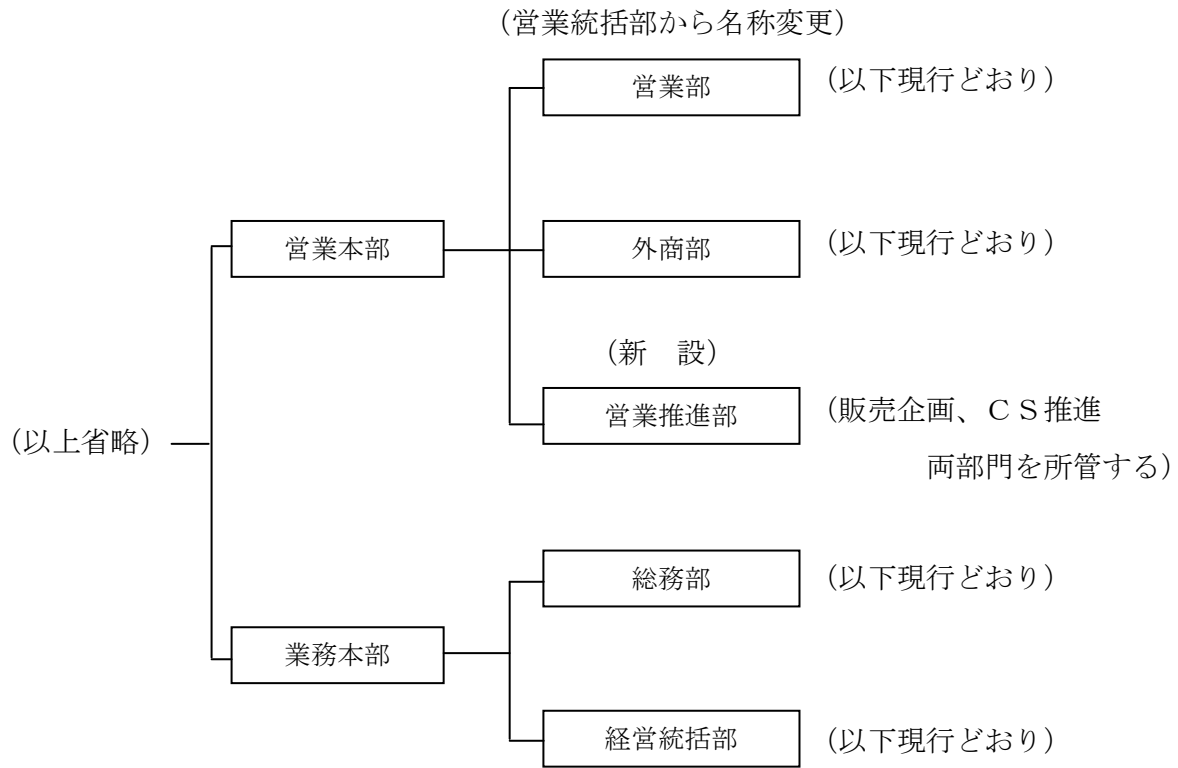 （営業統括部から名称変更）
営業部 （以下現行どおり）
営業本部 外商部 （以下現行どおり）
（新　設）
営業推進部 （販売企画、ＣＳ推進
両部門を所管する）
（以上省略）
総務部 （以下現行どおり）
業務本部
経営統括部 （以下現行どおり）